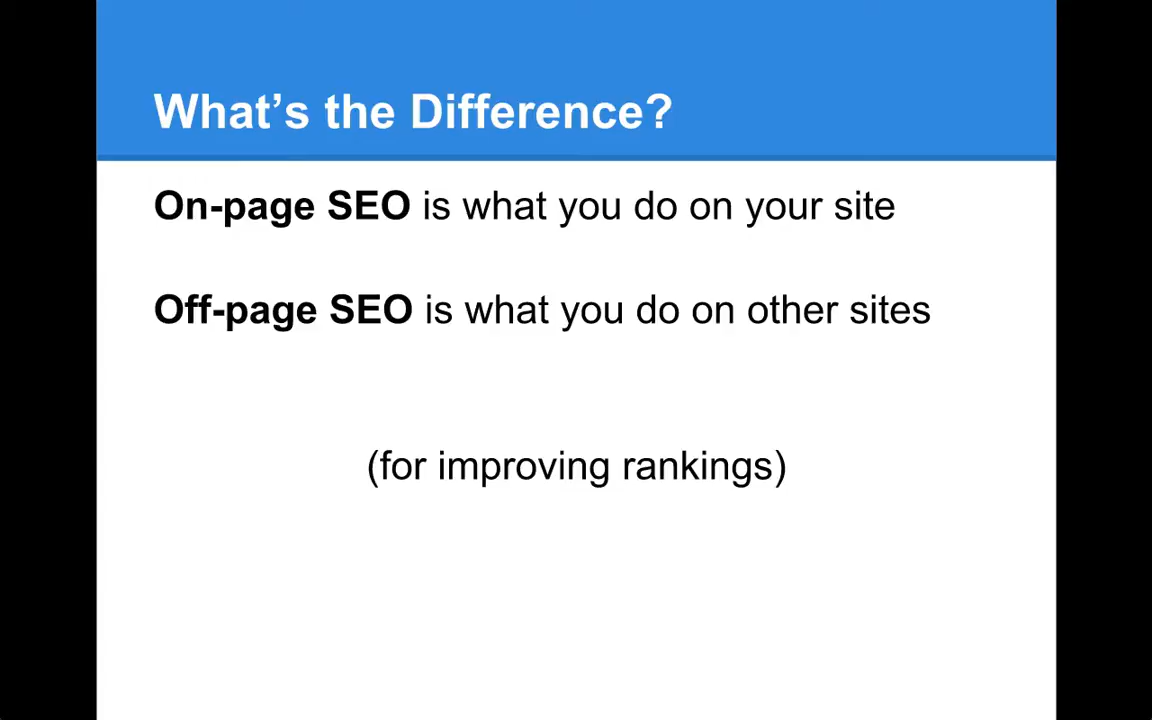 What’s the Difference?
On-page SEO is what you do on your site
Off-page SEO is what you do on other sites
(for improving rankings)